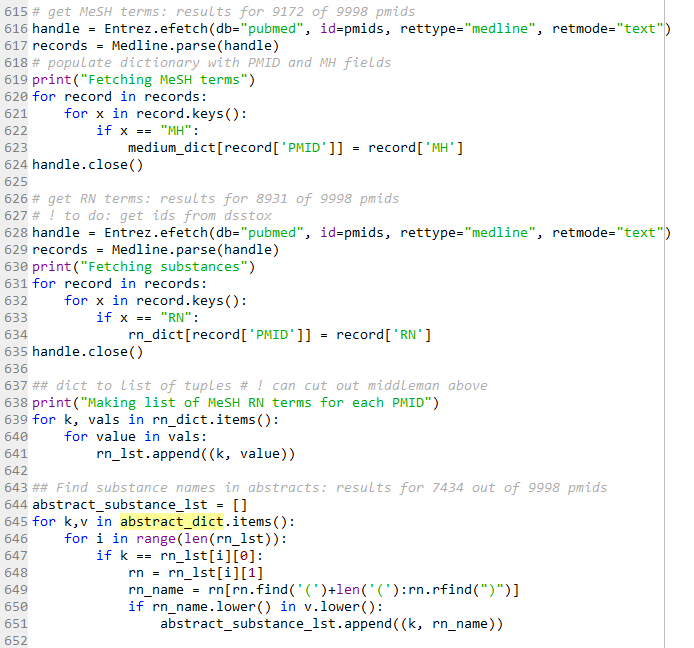 615 # get MeSH terms: results for 9172 of 9998 pmids
616 handle = Entrez.efetch(db="pubmed", id=pmids, rettype="medline", retmode="text")
617 records = Medline.parse(handle)
618 # populate dictionary with PMID and MH fields
619 print("Fetching MeSH terms")
620 for record in records:
621     for x in record.keys():
622         if x == "MH":
623             medium_dict[record['PMID']] = record['MH']
624 handle.close()
625
626 # get RN terms: results for 8931 of 9998 pmids
627 # ! to do: get ids from dsstox
628 handle = Entrez.efetch(db="pubmed", id=pmids, rettype="medline", retmode="text")
629 records = Medline.parse(handle)
630 print("Fetching substances")
631 for record in records:
632     for x in record.keys():
633         if x == "RN":
634             rn_dict[record['PMID']] = record['RN']
635 handle.close()
636
637 ## dict to list of tuples # ! can cut out middleman above
638 print("Making list of MeSH RN terms for each PMID")
639 for k, vals in rn_dict.items():
640     for value in vals:
641         rn_lst.append((k, value))
642
643 ## Find substance names in abstracts: results for 7434 out of 9998 pmids
644 abstract_substance_lst = []
645 for k,v in abstract_dict.items():
646     for i in range(len(rn_lst)):
647         if k == rn_lst[i][0]:
648             rn = rn_lst[i][1]
649             rn_name = rn[rn.find('(')+len('('):rn.rfind(")")]
650             if rn_name.lower() in v.lower():
651                 abstract_substance_lst.append((k, rn_name))
652